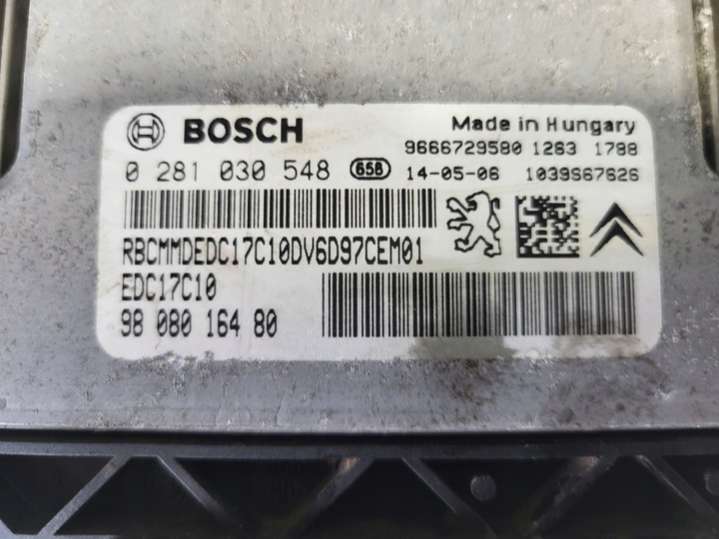 BOSCH
Made in Hungary
9666729580 1263 1788
0 281 030 548 658 14-05-06 1039S67626
RBCMMDEDC17C10DV6D97CEM01
EDC17C10
98 080 164 80